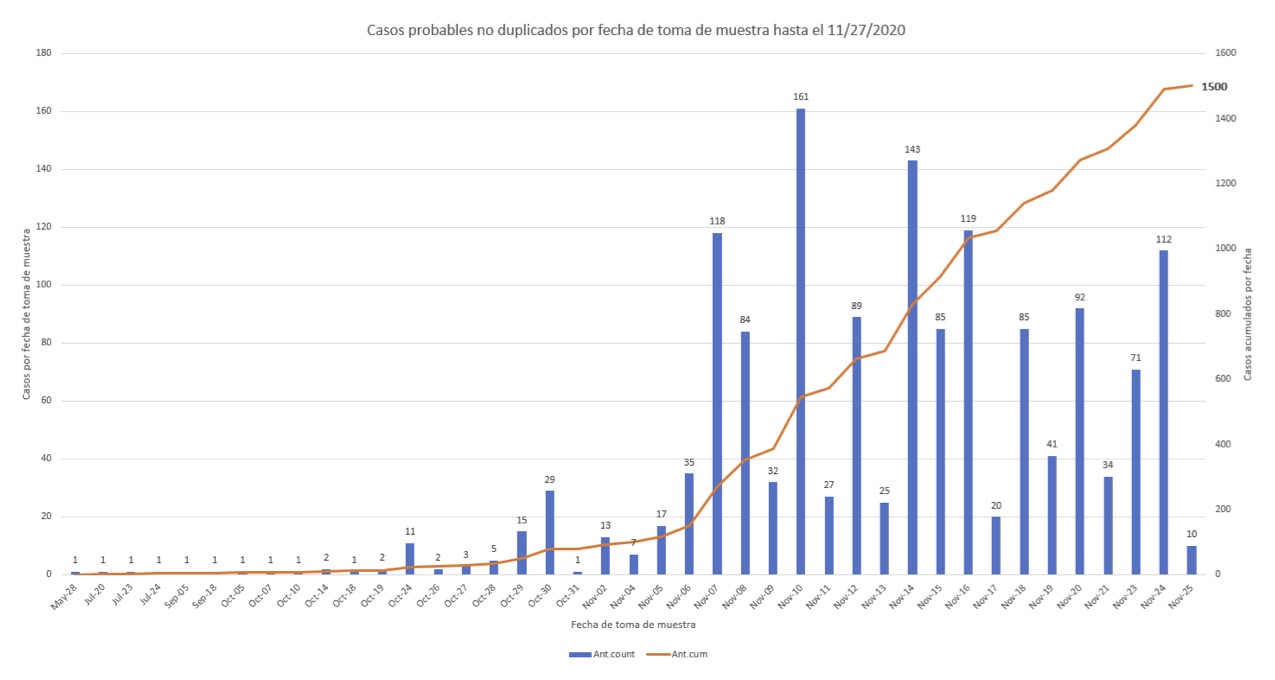 Casos probables no duplicados por fecha de toma de muestra hasta el 11/27/2020
180
160
140
120
100
80
60
40
20
0
Casos por fecha de toma de muestra
1 1 1 1 1 1 1 1 1 2 1 2 11 2 3 5 15 29 1 13 7 17 35 118 84 32 161 27 89 25 143 85 119 20 85 41 92 34 71 112 10
1500
1600
1400
1200
1000
800
600
400
200
0
Casos acumulados por fecha
May-28 Jul-20 Jul-23 Jul-24 Sep-05 Sep-18 Oct-05 Oct-07 Oct-10 Oct-14 Oct-18 Oct-19 Oct-24 Oct-26 Oct-27 Oct-28 Oct-29 Oct-30 Oct-31 Nov-02 Nov-04 Nov-05 Nov-06 Nov-07 Nov-08 Nov-09 Nov-10 Nov-11 Nov-12 Nov-13 Nov-14 Nov-15 Nov-16 Nov-17 Nov-18 Nov-19 Nov-20 Nov-21 Nov-23 Nov-24 Nov-25
Fecha de toma de muestra
Ant.count Ant.cum